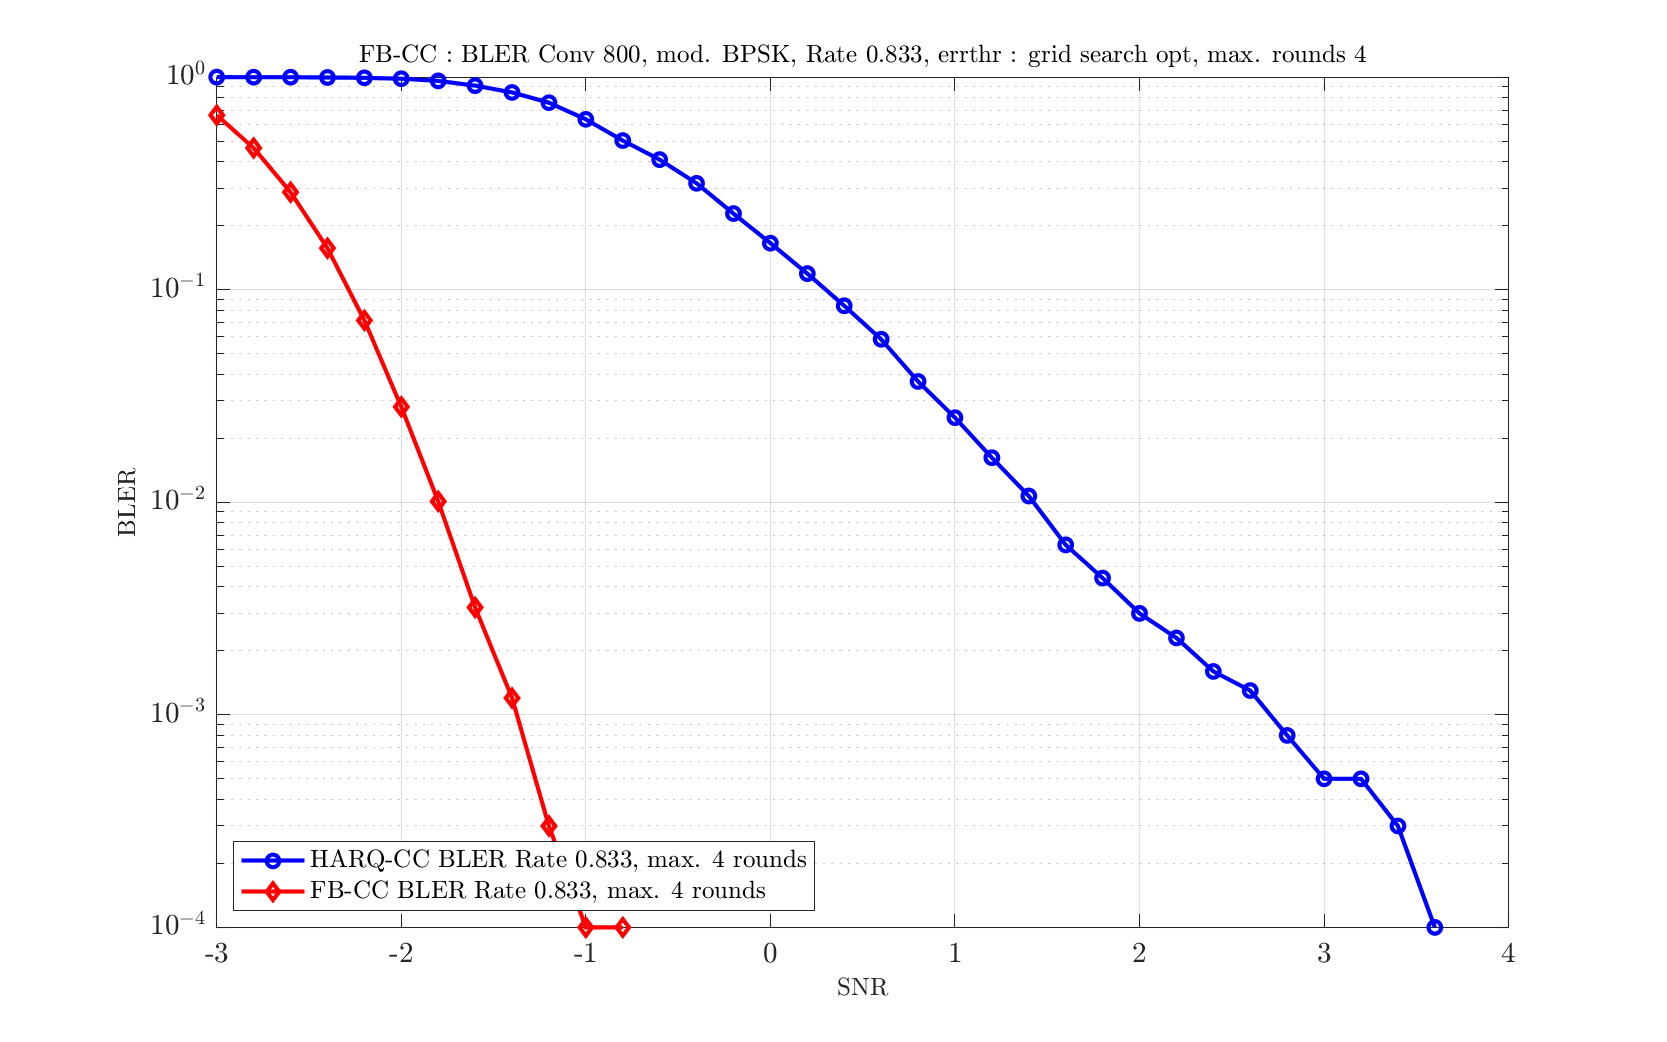 FB-CC : BLER Conv 800, mod. BPSK, Rate 0.833, errthr : grid search opt, max. rounds 4
10^0
10^-1
10^-2
10^-3
10^-4
BLER
HARQ-CC BLER Rate 0.833, max. 4 rounds
FB-CC BLER Rate 0.833, max. 4 rounds
-3 -2 -1 0 1 2 3 4
SNR